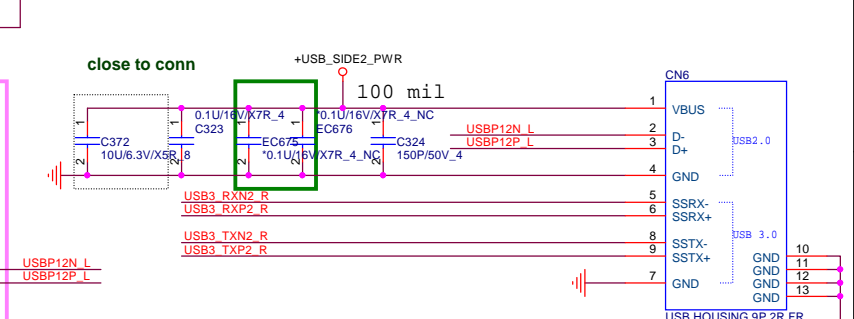 close to conn
+USB_SIDE2_PWR
100 mil
CN6
0.1U/16V/X7R_4
C323
*0.1U/16V/X7R_4_NC
EC676
1
2
C372
10U/6.3V//X5R_8
1
2
1
2
EC675
*0.1U/16V/X7R_4_NC
1
2
1
2
C324
150P/50V_4
1
VBUS
USBP12N_L
2
D-
USBP12P_L
3
D+
USB2.0
4
GND
USB3_RXN2_R
5
SSRX-
USB3_RXP2_R
6
SSRX+
USB3_TXN2_R
8
SSTX-
USB3_TXP2_R
9
SSTX+
USB 3.0
7
GND
GND
10
GND
11
GND
12
GND
13
USBP12N_L
USBP12P_L
USB HOUSING 9P 2R FR